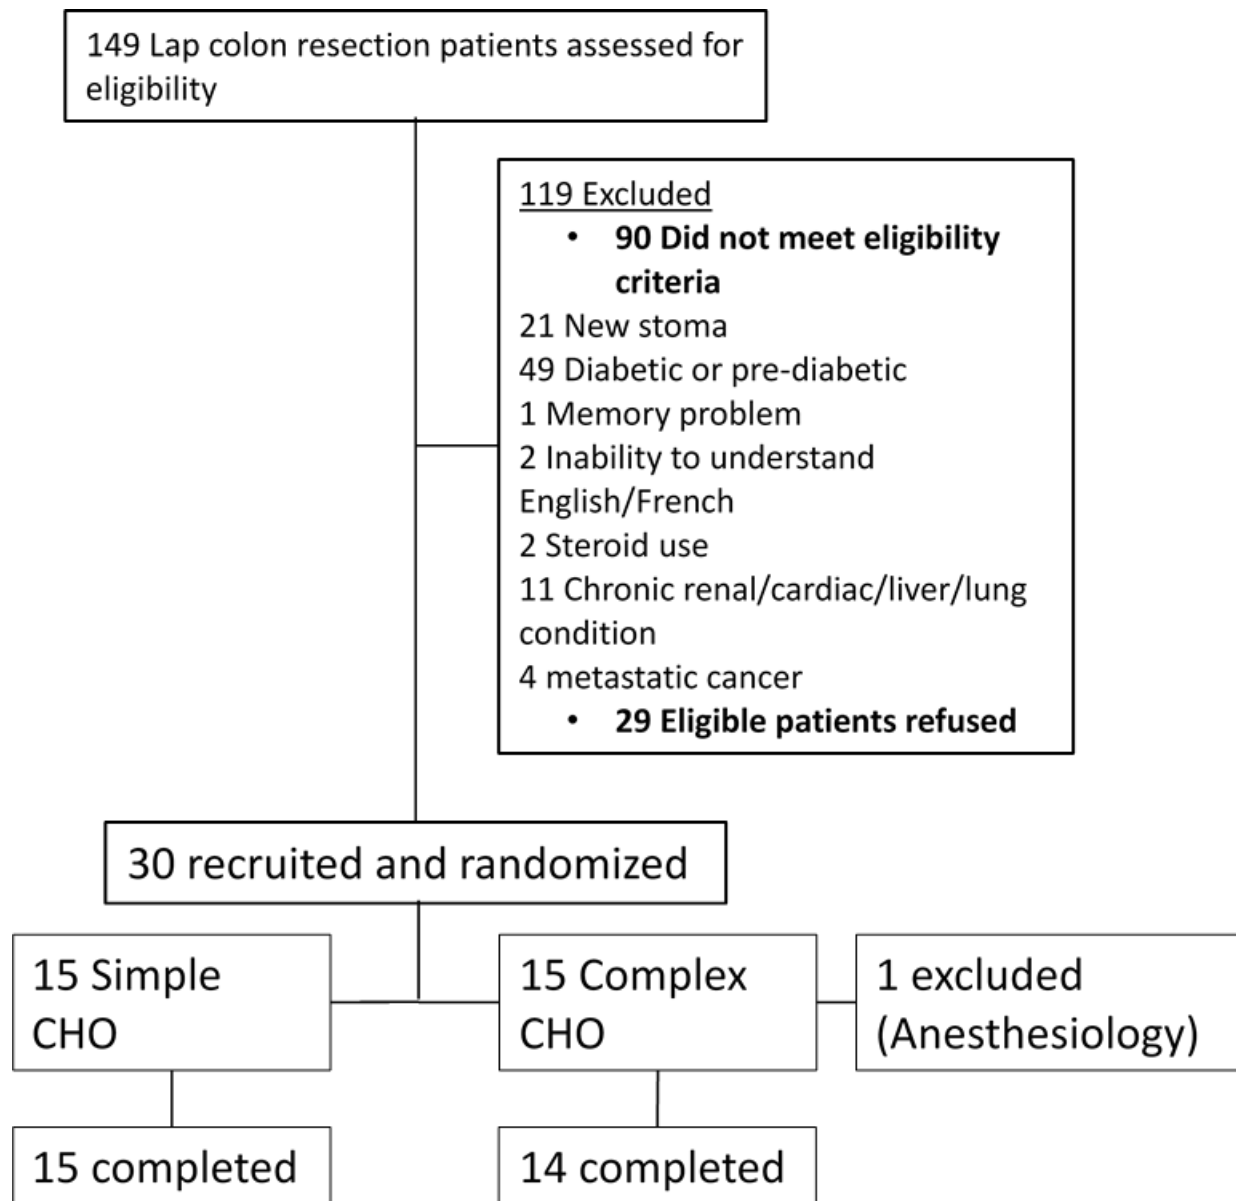 149 Lap colon resection patients assessed for
eligibility
119 Excluded
• 90 Did not meet eligibility
criteria
21 New stoma
49 Diabetic or pre-diabetic
1 Memory problem
2 Inability to understand
English/French
2 Steroid use
11 Chronic renal/cardiac/liver/lung
condition
4 metastatic cancer
• 29 Eligible patients refused
30 recruited and randomized
15 Simple
CHO
15 Complex
CHO
1 excluded
(Anesthesiology)
15 completed
14 completed